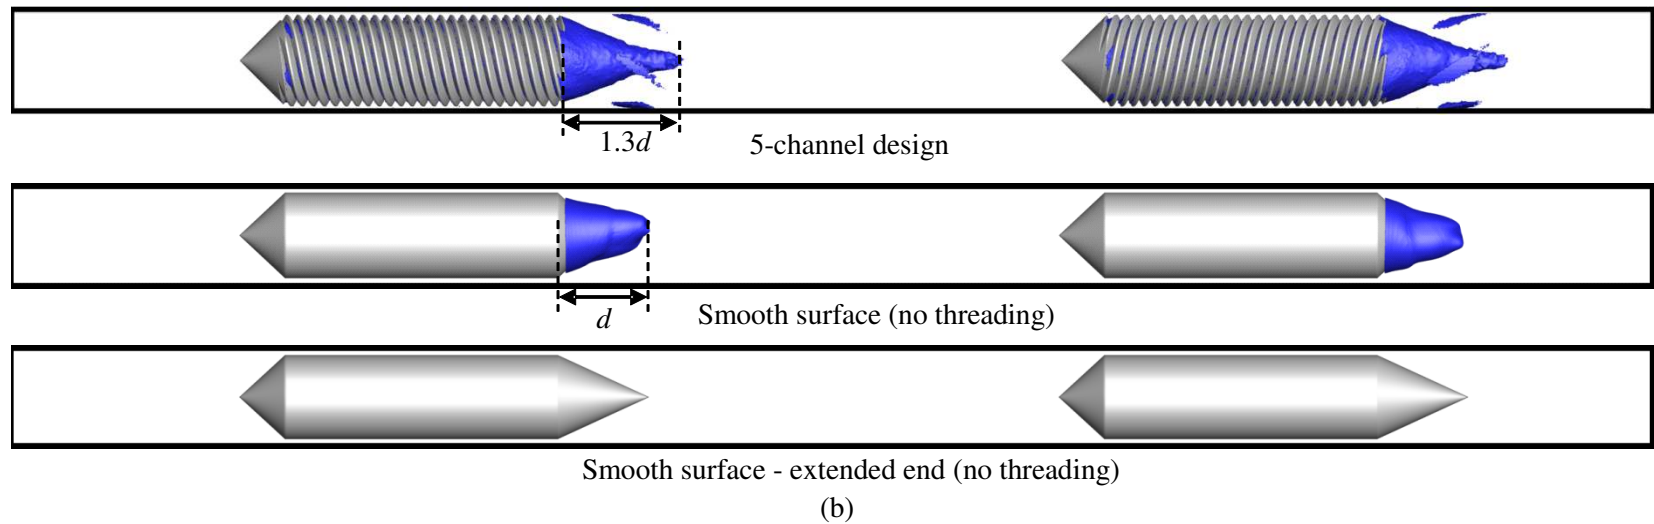 1.3d
5-channel design
d
Smooth surface (no threading)
Smooth surface - extended end (no threading)
(b)